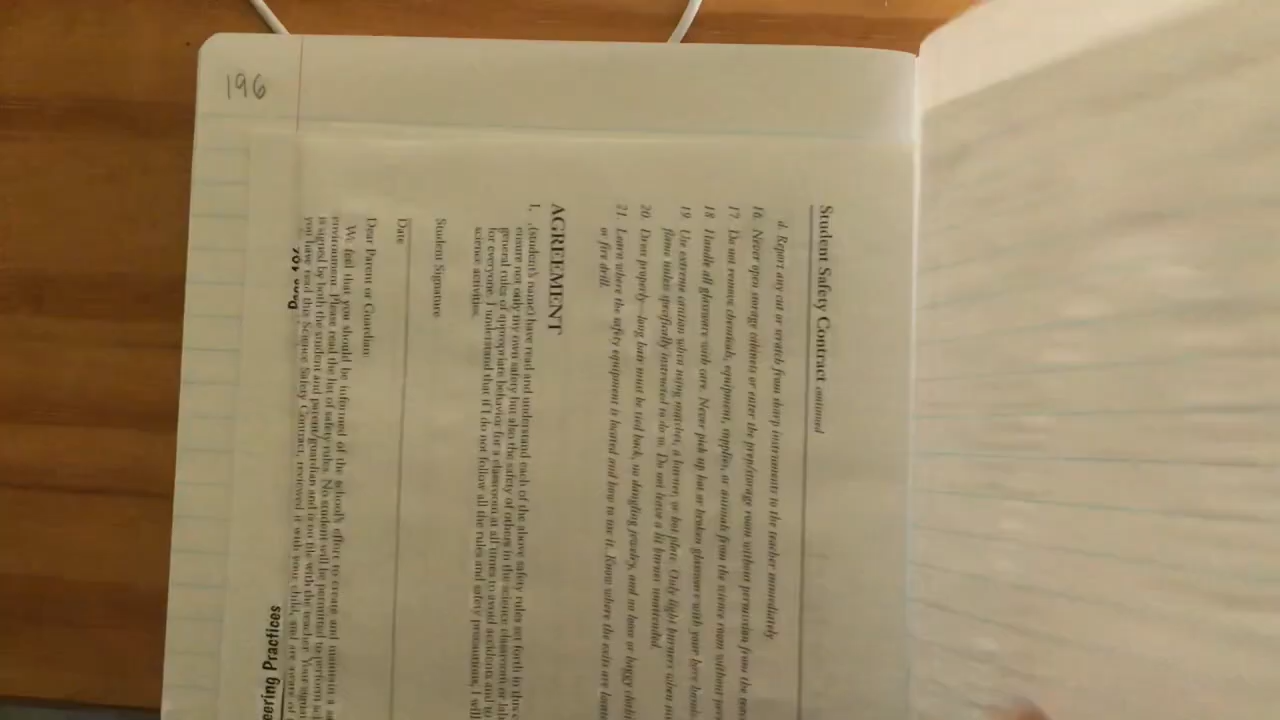 196
Student Safety Contract continued
d. Report any cut or scratch from sharp instruments to the teacher immediately
16. Never open storage cabinets or enter the prep/storage room without permission from the
17. Do not remove chemicals, equipment, supplies, or animals from the science room without
18 Handle all glassware with care. Never pick up hot or broken glassware with your bare hands.
19. Use extreme caution when using matches, a burner, or hot plate. Only light burners when
flame unless specifically instructed to do so. Do not leave a lit burner unattended.
20. Dress properly—long hair must be tied back, no dangling jewelry, and no loose or baggy
21. Learn where the safety equipment is located and how to use it. Know where the exits are
or fire drill.
AGREEMENT
I, ,(student's name) have read and understand each of the above safety rules set forth in
ensure not only my own safety but also the safety of others in the science classroom or
general rules of appropriate behavior for a classroom at all times to avoid accidents and to
for everyone. I understand that if I do not follow all the rules and safety precautions, I will
science activities.
Student Signature
Date
Dear Parent or Guardian:
We feel that you should be informed of the school's effort to create and maintain a
environment. Please read the list of safety rules. No student will be permitted to perform
is signed by both the student and parent/guardian and is on file with the teacher. Your
you have read this Science Safety Contract, reviewed it with your child, and are aware of
Page 196
eering Practices